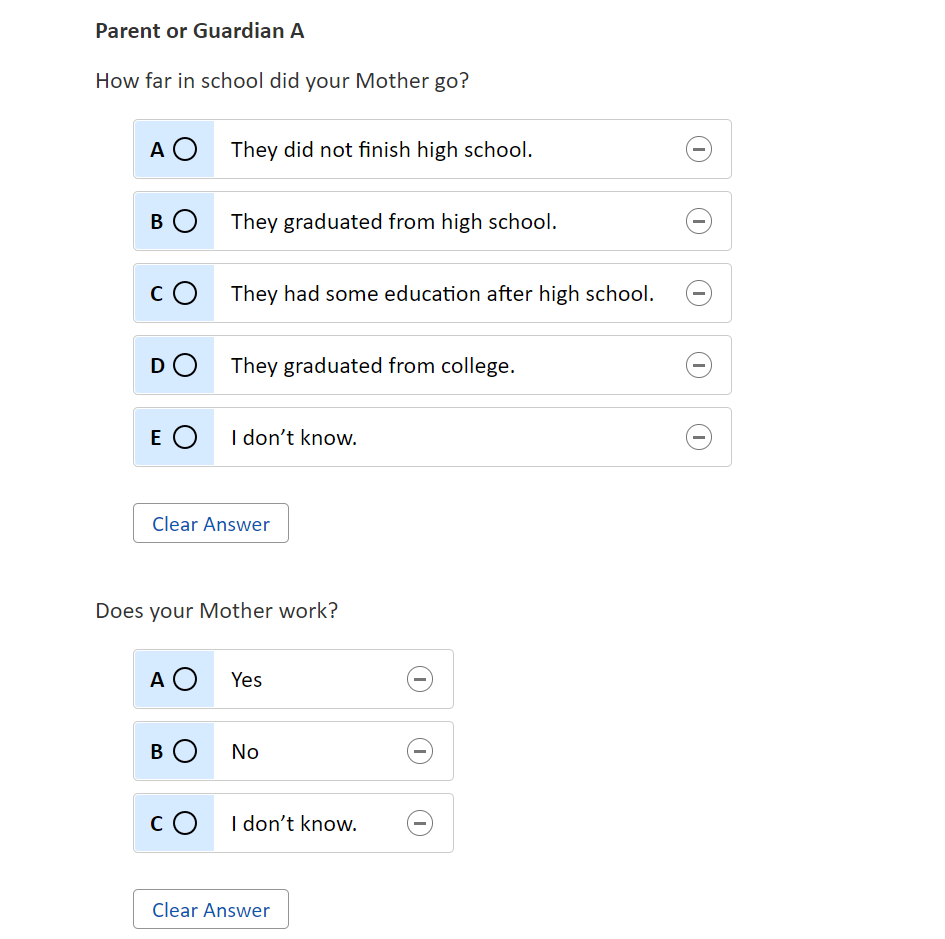 Parent or Guardian A
How far in school did your Mother go?
A They did not finish high school.
B They graduated from high school.
C They had some education after high school.
D They graduated from college.
E I don’t know.
Clear Answer
Does your Mother work?
A Yes
B No
C I don’t know.
Clear Answer